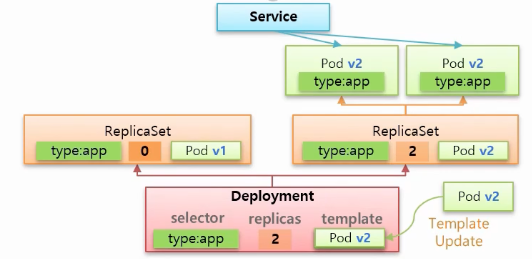 Service
Pod v2
type:app
Pod v2
type:app
ReplicaSet
type:app 0 Pod v1
ReplicaSet
type:app 2 Pod v2
Deployment
selector replicas template
type:app 2 Pod v2
Pod v2
Template
Update